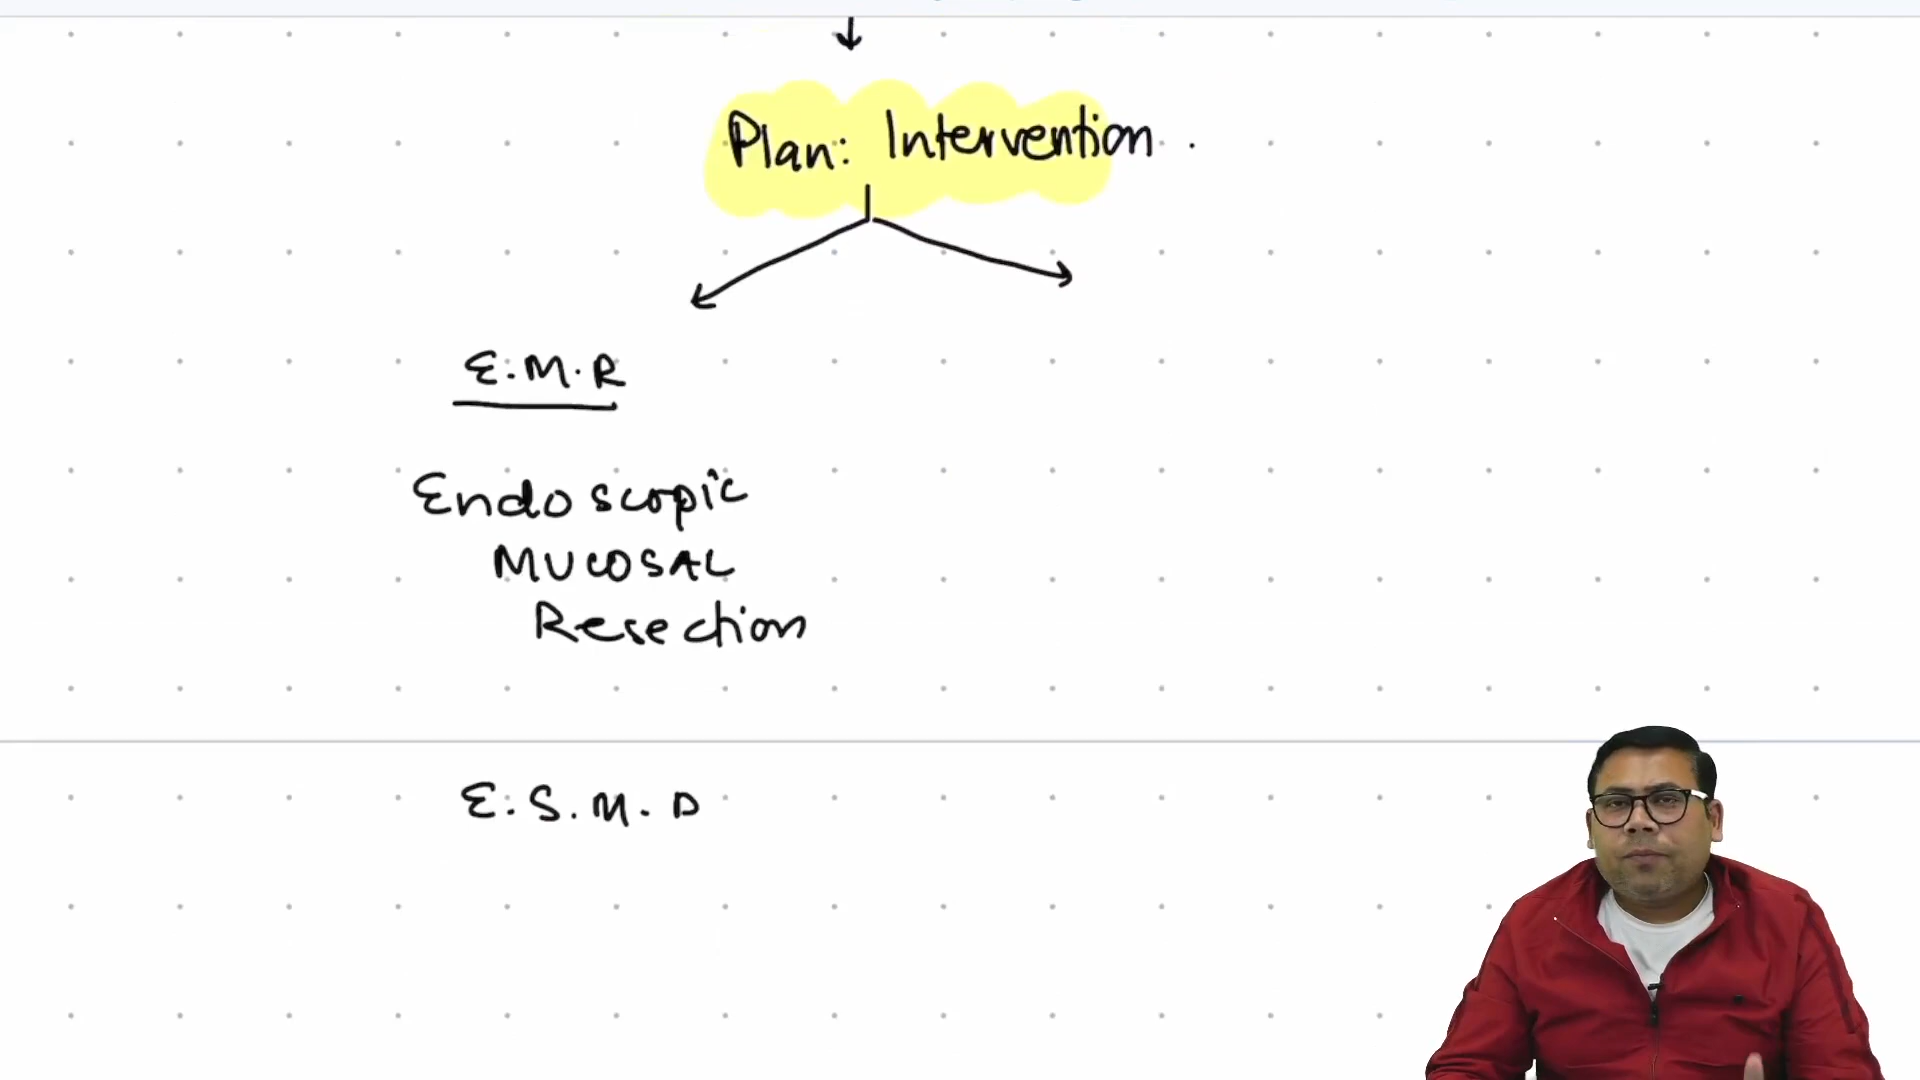 Plan: Intervention.
E.M.R
Endoscopic
MUCOSAL
Resection
E.S.M.D